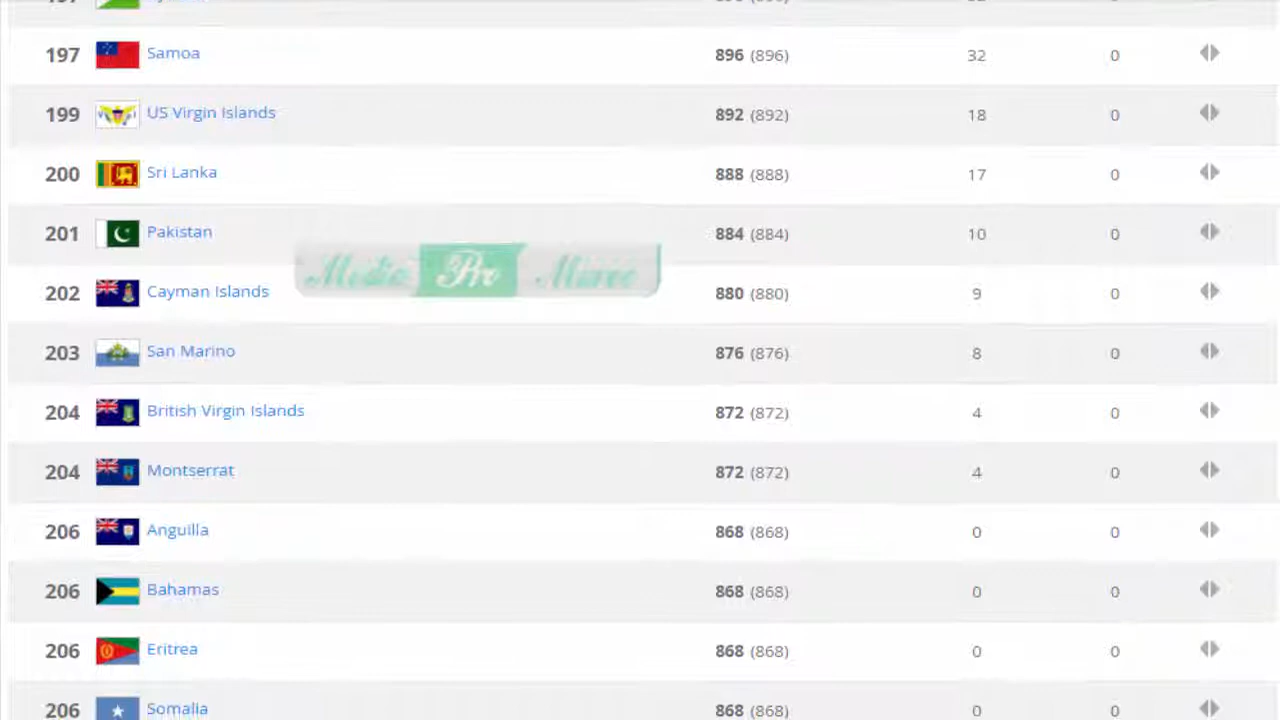 197 Samoa 896 (896) 32 0
199 US Virgin Islands 892 (892) 18 0
200 Sri Lanka 888 (888) 17 0
201 Pakistan 884 (884) 10 0
Media Pro Maroc
202 Cayman Islands 880 (880) 9 0
203 San Marino 876 (876) 8 0
204 British Virgin Islands 872 (872) 4 0
204 Montserrat 872 (872) 4 0
206 Anguilla 868 (868) 0 0
206 Bahamas 868 (868) 0 0
206 Eritrea 868 (868) 0 0
206 Somalia 868 (868) 0 0